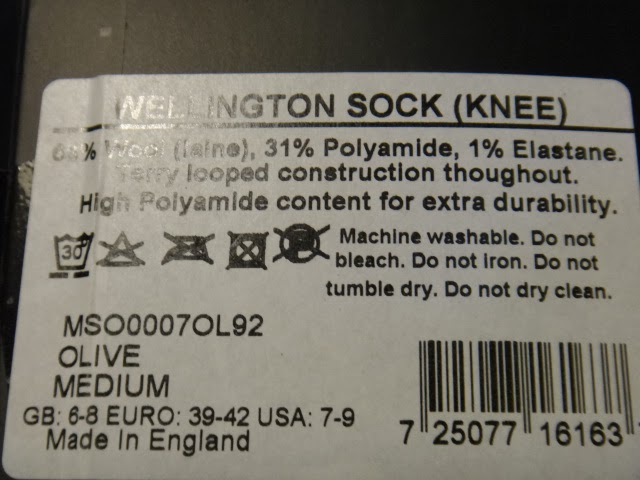 WELLINGTON SOCK (KNEE)
68% Wool (laine), 31% Polyamide, 1% Elastane.
Terry looped construction thoughout.
High Polyamide content for extra durability.
30°
P
Machine washable. Do not
bleach. Do not iron. Do not
tumble dry. Do not dry clean.
MSO0007OL92
OLIVE
MEDIUM
GB: 6-8 EURO: 39-42 USA: 7-9
Made In England
7 25077 16163